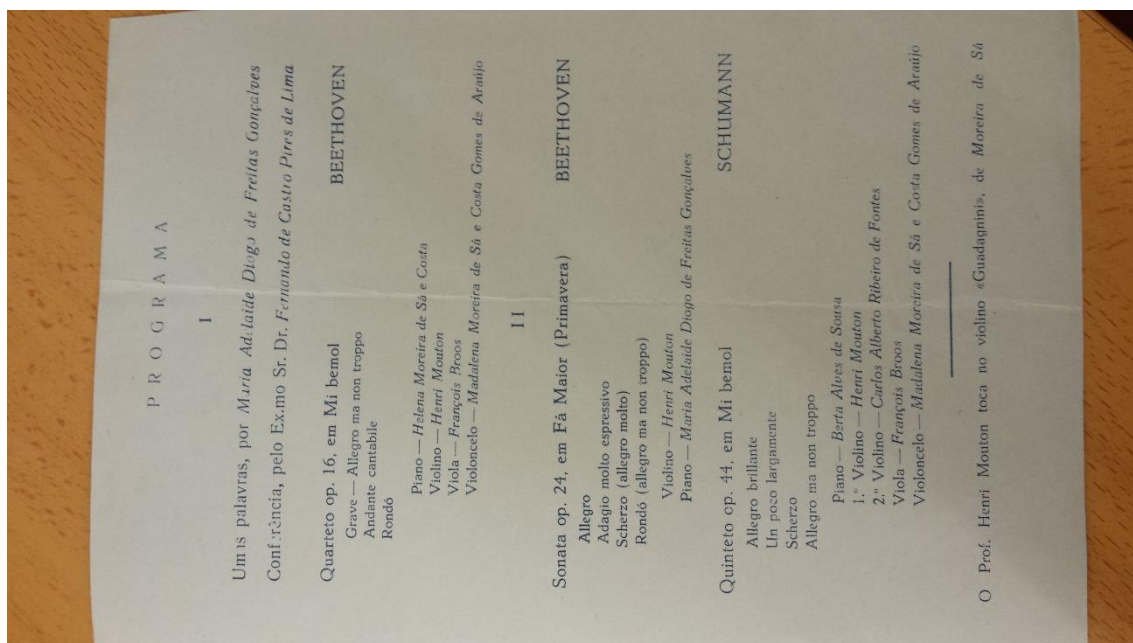 PROGRAMA
I
Umas palavras, por Maria Adelaide Diogo de Freitas Gonçalves
Conferência, pelo Ex.mo Sr. Dr. Fernando de Castro Pires de Lima
Quarteto op. 16, em Mi bemol BEETHOVEN
Grave — Allegro ma non troppo
Andante cantabile
Rondó
Piano — Helena Moreira de Sá e Costa
Violino — Henri Mouton
Viola — François Broos
Violoncelo — Madalena Moreira de Sá e Costa Gomes de Araújo
II
Sonata op. 24, em Fá Maior (Primavera) BEETHOVEN
Allegro
Adagio molto espressivo
Scherzo (allegro molto)
Rondó (allegro ma non troppo)
Violino — Henri Mouton
Piano — Maria Adelaide Diogo de Freitas Gonçalves
Quinteto op. 44, em Mi bemol SCHUMANN
Allegro brillante
Un poco largamente
Scherzo
Allegro ma non troppo
Piano — Berta Alves de Sousa
1.º Violino — Henri Mouton
2.º Violino — Carlos Alberto Ribeiro de Fontes
Viola — François Broos
Violoncelo — Madalena Moreira de Sá e Costa Gomes de Araújo
O Prof. Henri Mouton toca no violino «Guadagnini», de Moreira de Sá